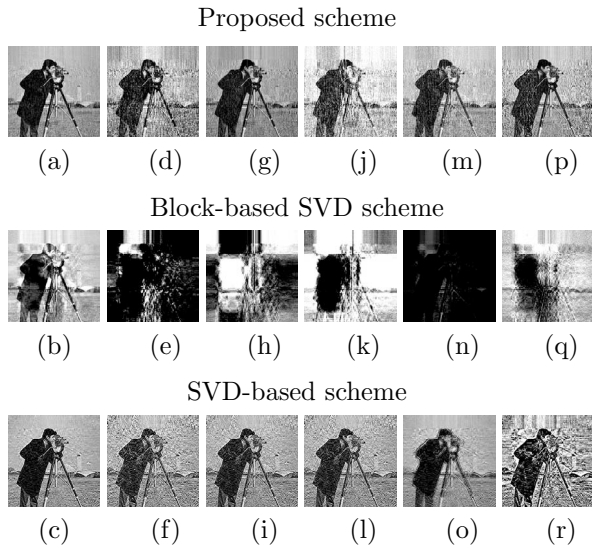 Proposed scheme
(a) (d) (g) (j) (m) (p)
Block-based SVD scheme
(b) (e) (h) (k) (n) (q)
SVD-based scheme
(c) (f) (i) (l) (o) (r)